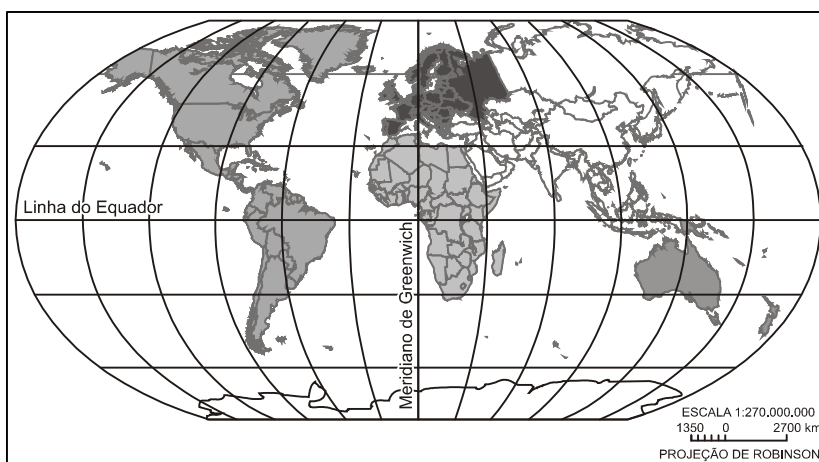 Linha do Equador
Meridiano de Greenwich
ESCALA 1:270.000.000
1350 0 2700 km
PROJEÇÃO DE ROBINSON